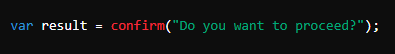 var result = confirm("Do you want to proceed?");